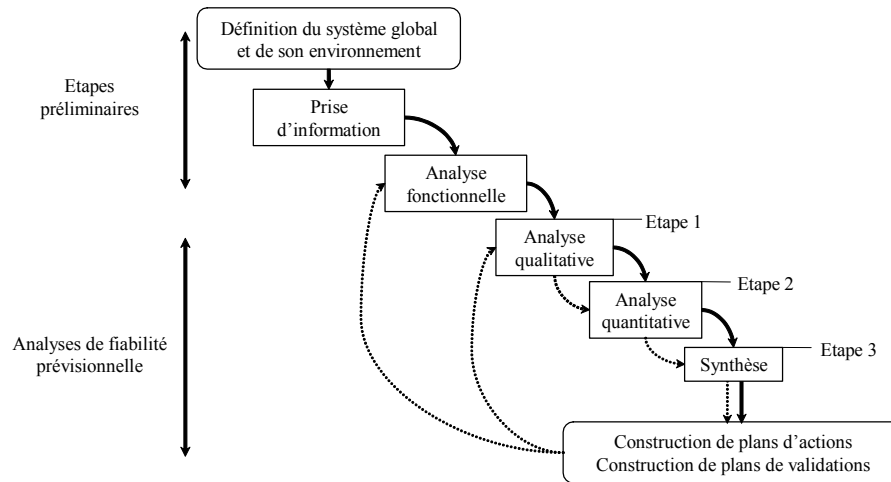 Définition du système global
et de son environnement
Etapes
préliminaires
Prise
d'information
Analyse
fonctionnelle
Etape 1
Analyse
qualitative
Etape 2
Analyse
quantitative
Analyses de fiabilité
prévisionnelle
Etape 3
Synthèse
Construction de plans d'actions
Construction de plans de validations